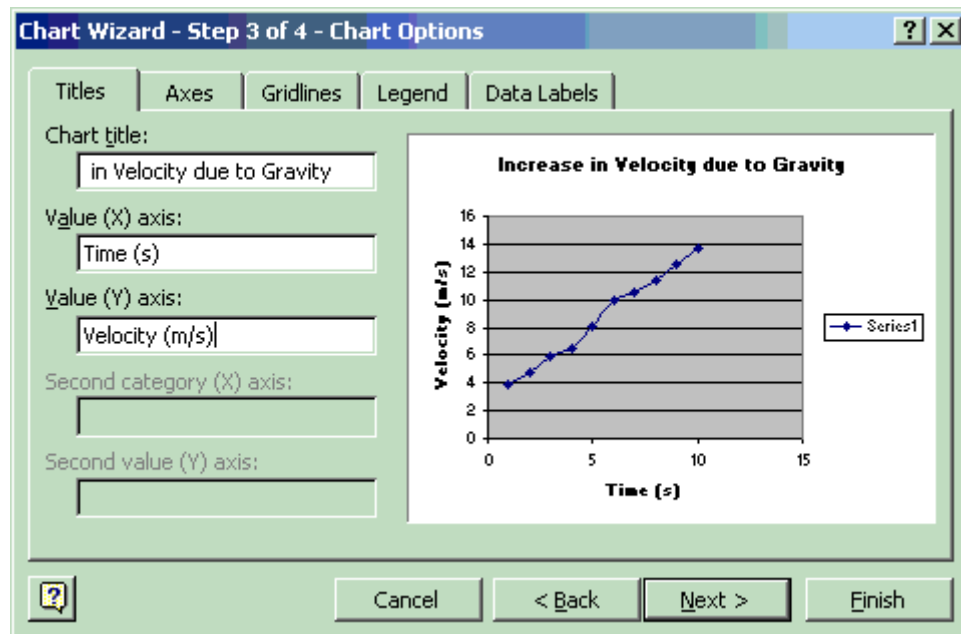 Chart Wizard - Step 3 of 4 - Chart Options
? X
Titles Axes Gridlines Legend Data Labels
Chart title:
in Velocity due to Gravity
Value (X) axis:
Time (s)
Value (Y) axis:
Velocity (m/s)
Second category (X) axis:
Second value (Y) axis:
Increase in Velocity due to Gravity
Velocity (m/s)
16
14
12
10
8
6
4
2
0
0 5 10 15
Time (s)
Series1
?
Cancel < Back Next > Finish